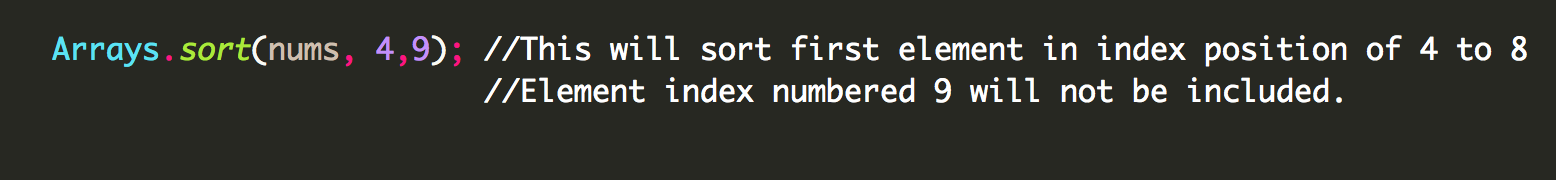 Arrays.sort(nums, 4,9); //This will sort first element in index position of 4 to 8
//Element index numbered 9 will not be included.